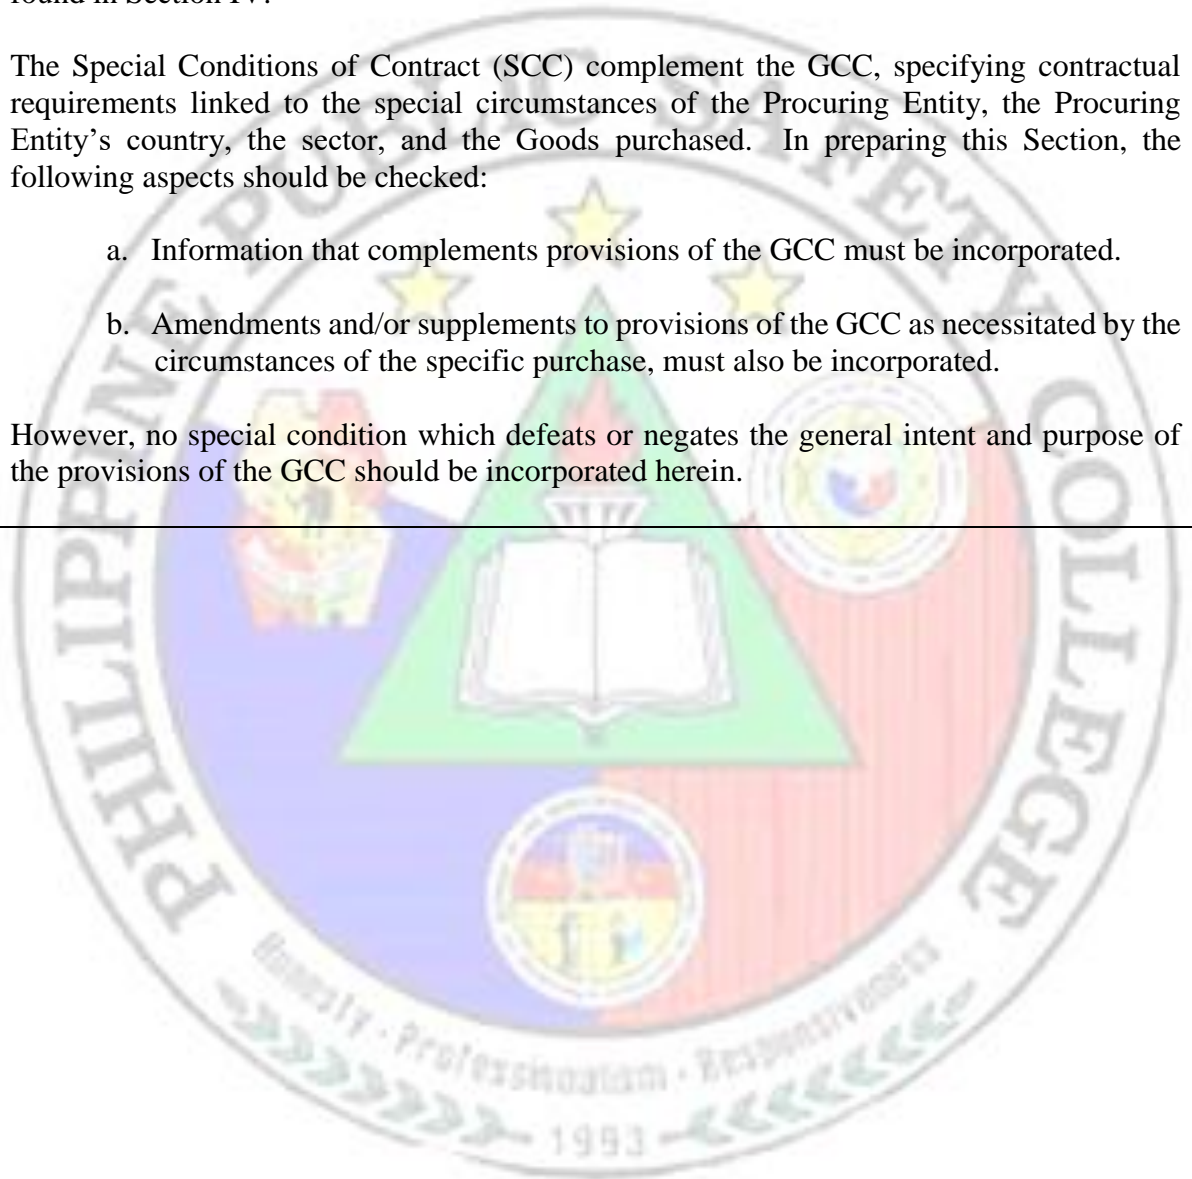 found in Section IV.
The Special Conditions of Contract (SCC) complement the GCC, specifying contractual
requirements linked to the special circumstances of the Procuring Entity, the Procuring
Entity’s country, the sector, and the Goods purchased. In preparing this Section, the
following aspects should be checked:
a. Information that complements provisions of the GCC must be incorporated.
b. Amendments and/or supplements to provisions of the GCC as necessitated by the
circumstances of the specific purchase, must also be incorporated.
However, no special condition which defeats or negates the general intent and purpose of
the provisions of the GCC should be incorporated herein.
PHILIPPINE PUBLIC SAFETY COLLEGE
Honesty · Professionalism · Responsiveness
1993